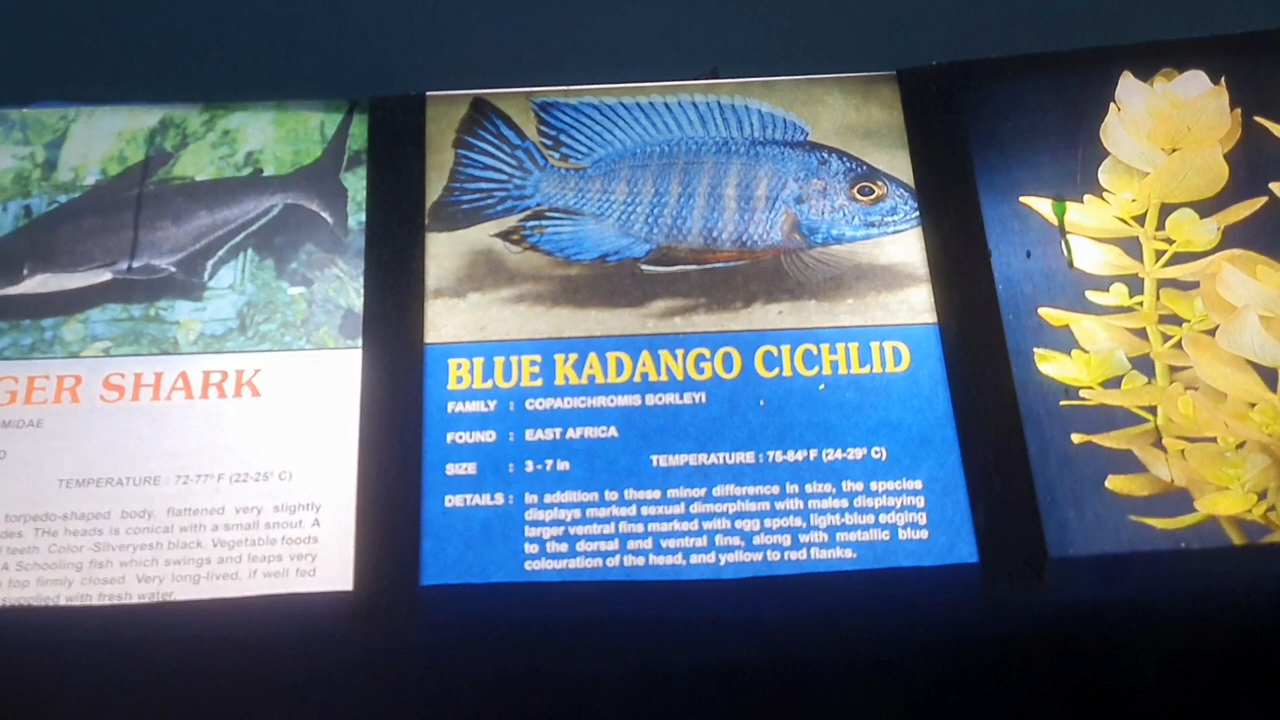 GER SHARK
MIDAE
D
TEMPERATURE : 72-77º F (22-25º C)
torpedo-shaped body, flattened very slightly
des. THe heads is conical with a small snout. A
teeth. Color -Silveryesh black. Vegetable foods
A Schooling fish which swings and leaps very
top firmly closed. Very long-lived, if well fed
supplied with fresh water.
BLUE KADANGO CICHLID
FAMILY : COPADICHROMIS BORLEYI
FOUND : EAST AFRICA
SIZE : 3 - 7 in TEMPERATURE : 75-84º F (24-29º C)
DETAILS : In addition to these minor difference in size, the species
displays marked sexual dimorphism with males displaying
larger ventral fins marked with egg spots, light-blue edging
to the dorsal and ventral fins, along with metallic blue
colouration of the head, and yellow to red flanks.